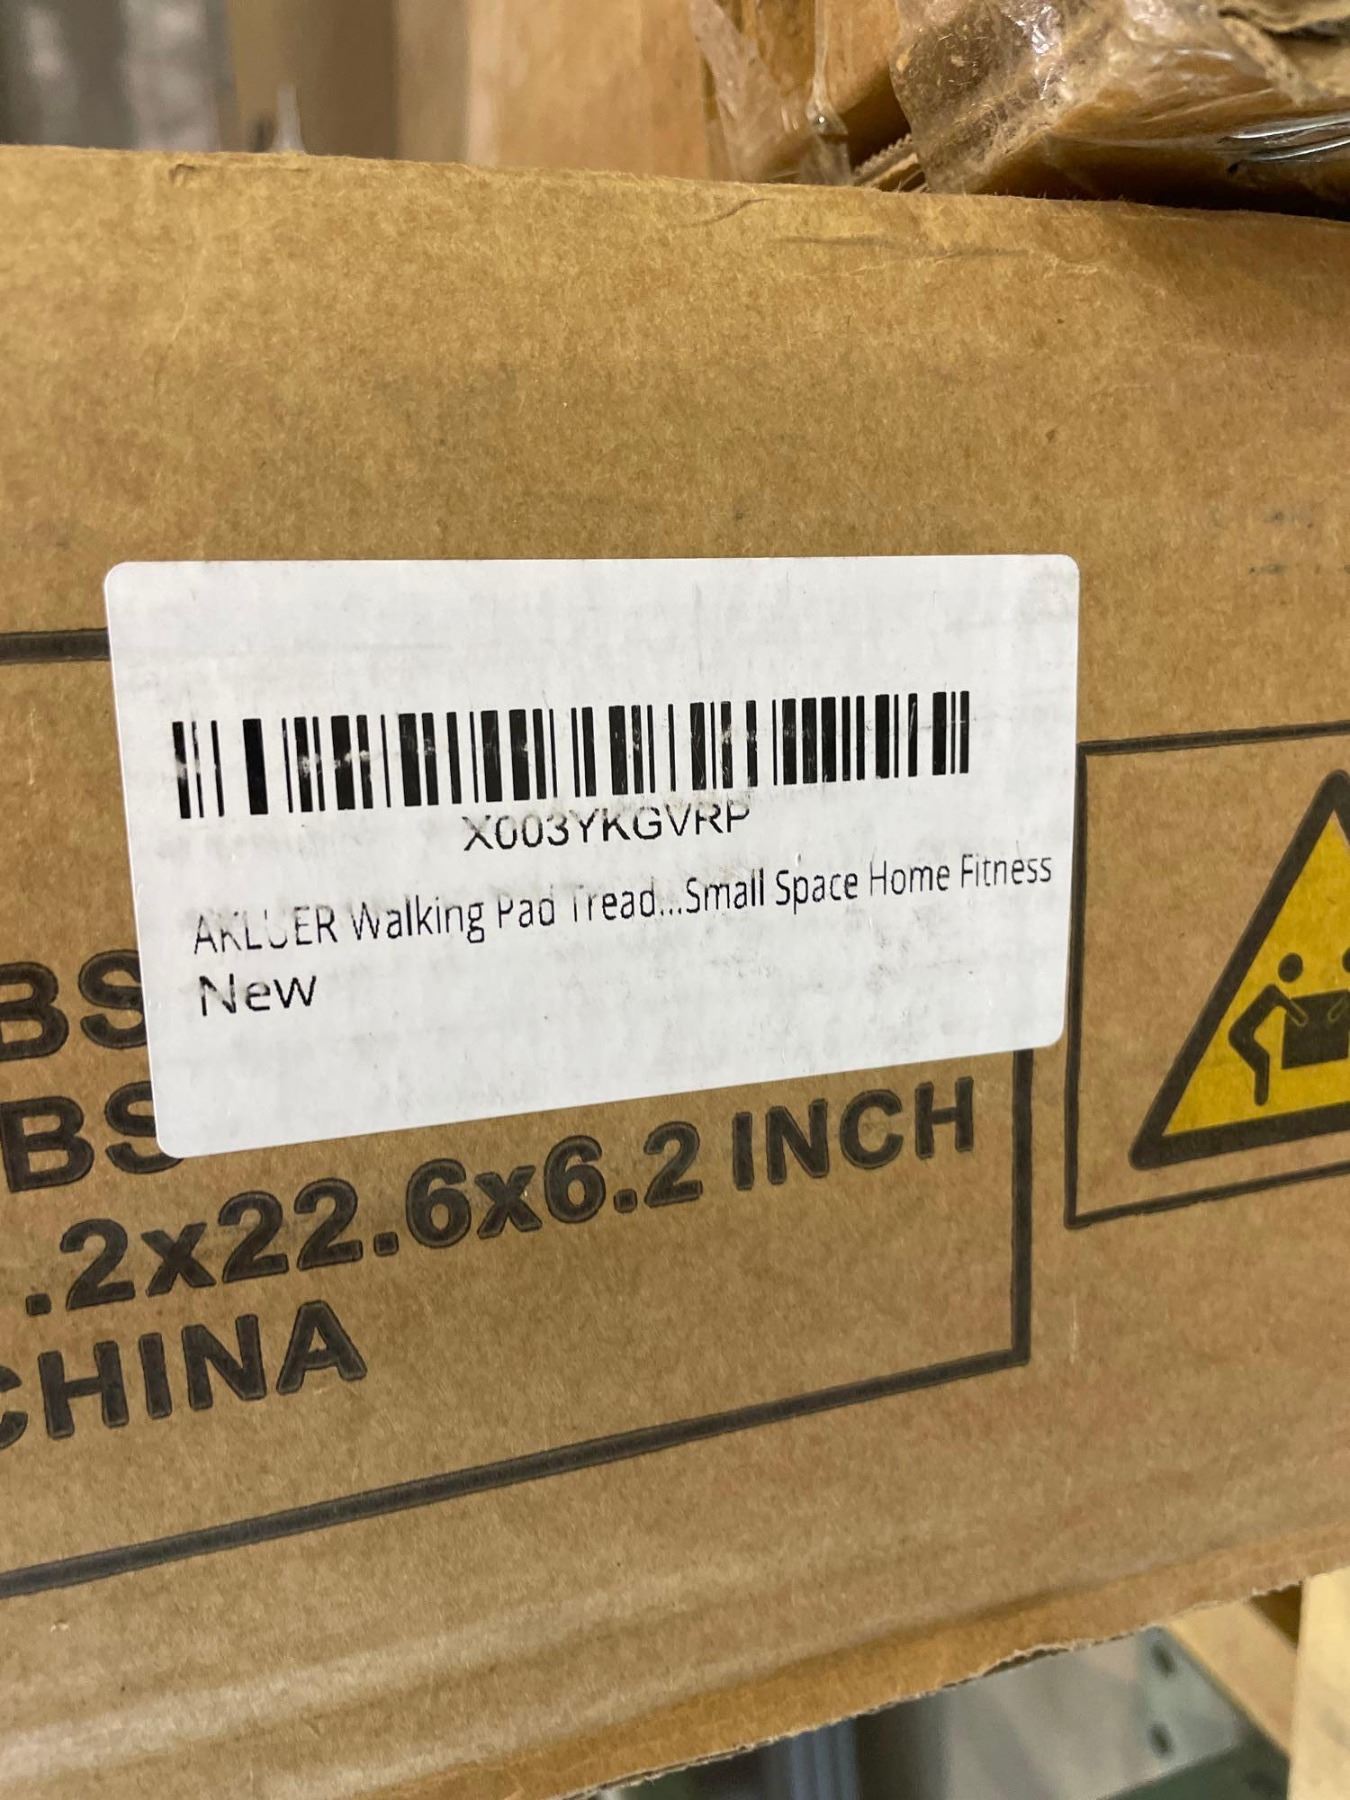 X003YKGVRP
AKLUER Walking Pad Tread...Small Space Home Fitness
New
BS
BS
.2x22.6x6.2 INCH
CHINA